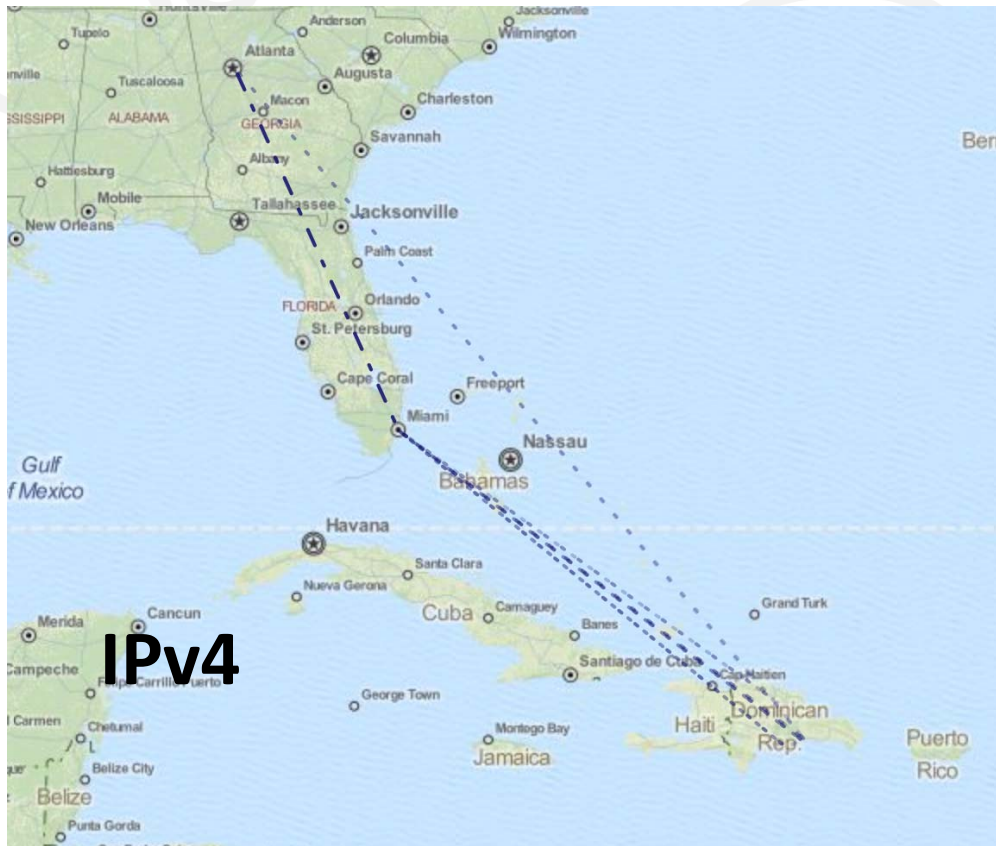 Jacksonville
Anderson
Tupelo
Columbia
Wilmington
Atlanta
Augusta
Tuscaloosa
Macon
Charleston
ALABAMA
GEORGIA
Savannah
Albany
Hattiesburg
Mobile
Tallahassee
Jacksonville
New Orleans
Palm Coast
FLORIDA
Orlando
St. Petersburg
Cape Coral
Freeport
Miami
Nassau
Gulf
f Mexico
Bahamas
Havana
Santa Clara
Nueva Gerona
Cuba
Camaguey
Grand Turk
Merida
Cancun
Banes
IPv4
Santiago de Cuba
Campeche
Felipe Carrillo Puerto
Cap-Haitien
George Town
Dominican
Rep.
Carmen
Chetumal
Montego Bay
Haiti
Jamaica
Puerto
Rico
Belize City
Belize
Punta Gorda